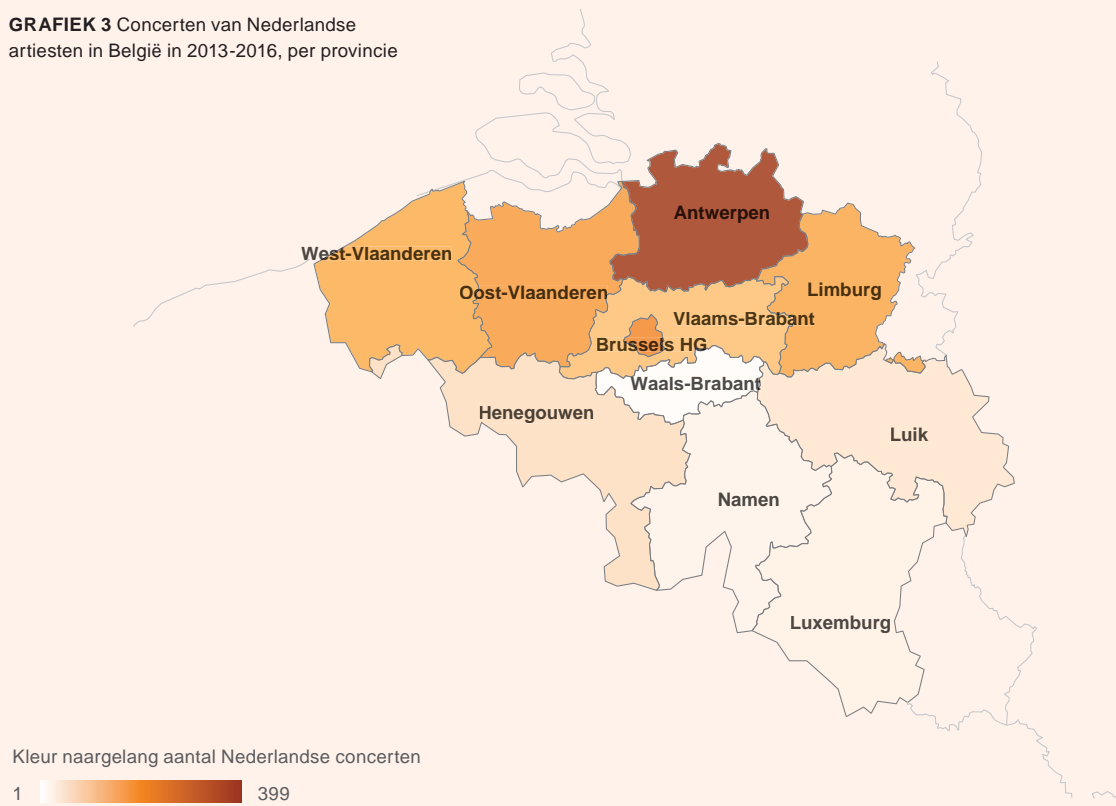 GRAFIEK 3 Concerten van Nederlandse
artiesten in België in 2013-2016, per provincie
Antwerpen
West-Vlaanderen
Oost-Vlaanderen
Limburg
Vlaams-Brabant
Brussels HG
Waals-Brabant
Henegouwen
Luik
Namen
Luxemburg
Kleur naargelang aantal Nederlandse concerten
1 399